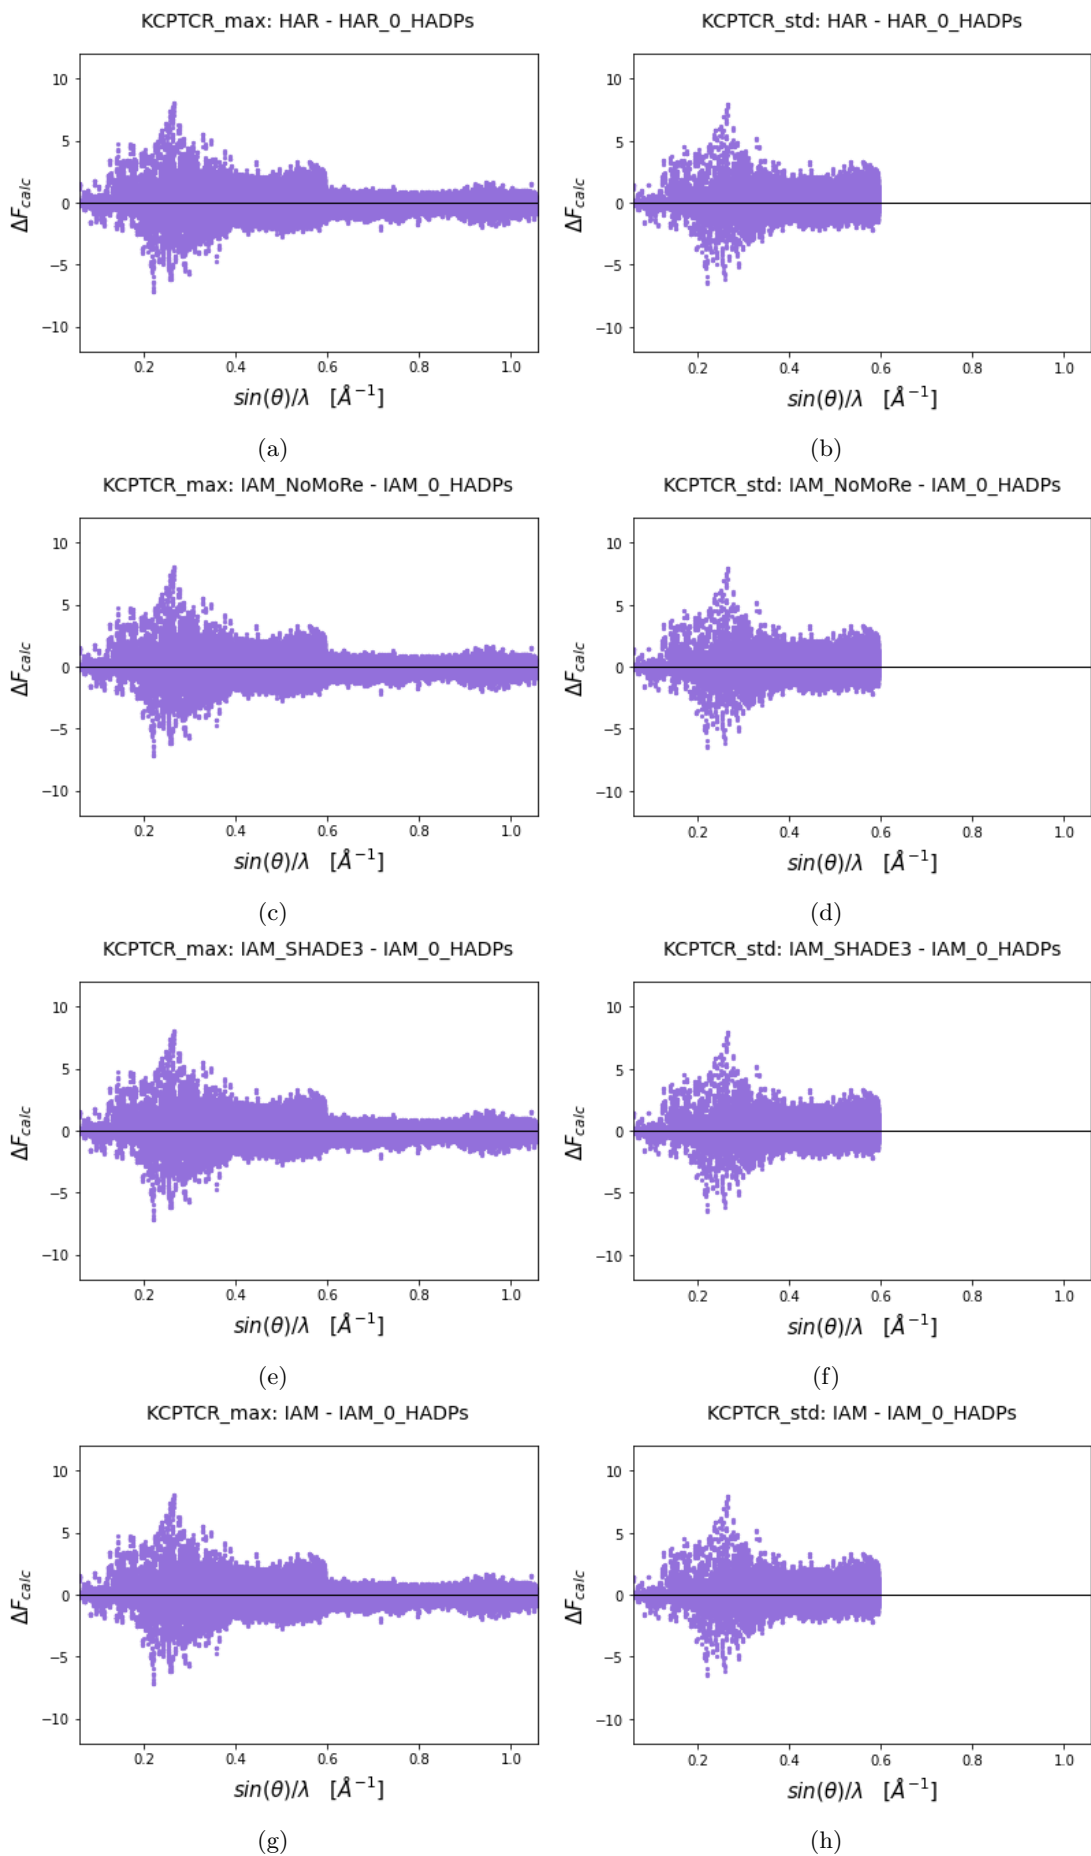 KCPTCR_max: HAR - HAR_0_HADPs
10
5
0
−5
−10
ΔF_calc
0.2 0.4 0.6 0.8 1.0
sin(θ)/λ [Å⁻¹]
(a)
KCPTCR_std: HAR - HAR_0_HADPs
10
5
0
−5
−10
ΔF_calc
0.2 0.4 0.6 0.8 1.0
sin(θ)/λ [Å⁻¹]
(b)
KCPTCR_max: IAM_NoMoRe - IAM_0_HADPs
10
5
0
−5
−10
ΔF_calc
0.2 0.4 0.6 0.8 1.0
sin(θ)/λ [Å⁻¹]
(c)
KCPTCR_std: IAM_NoMoRe - IAM_0_HADPs
10
5
0
−5
−10
ΔF_calc
0.2 0.4 0.6 0.8 1.0
sin(θ)/λ [Å⁻¹]
(d)
KCPTCR_max: IAM_SHADE3 - IAM_0_HADPs
10
5
0
−5
−10
ΔF_calc
0.2 0.4 0.6 0.8 1.0
sin(θ)/λ [Å⁻¹]
(e)
KCPTCR_std: IAM_SHADE3 - IAM_0_HADPs
10
5
0
−5
−10
ΔF_calc
0.2 0.4 0.6 0.8 1.0
sin(θ)/λ [Å⁻¹]
(f)
KCPTCR_max: IAM - IAM_0_HADPs
10
5
0
−5
−10
ΔF_calc
0.2 0.4 0.6 0.8 1.0
sin(θ)/λ [Å⁻¹]
(g)
KCPTCR_std: IAM - IAM_0_HADPs
10
5
0
−5
−10
ΔF_calc
0.2 0.4 0.6 0.8 1.0
sin(θ)/λ [Å⁻¹]
(h)